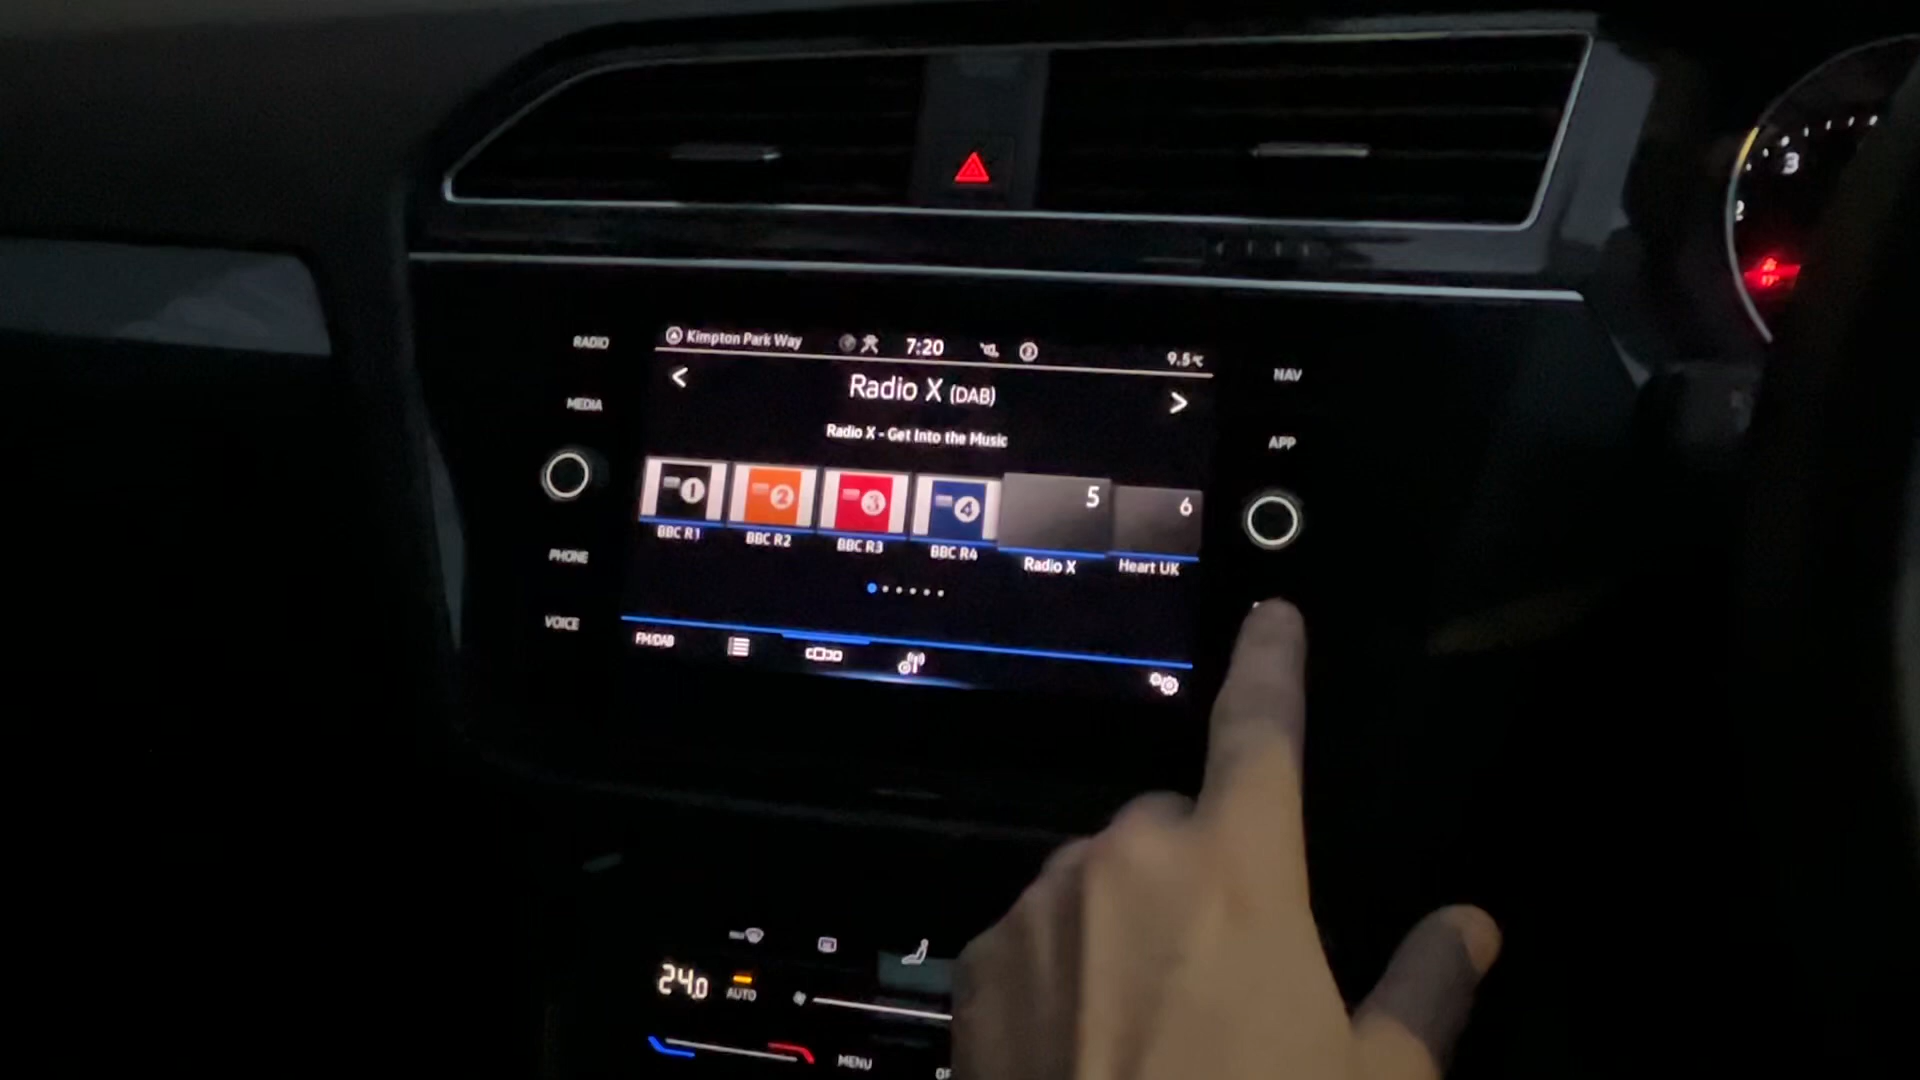 3
2
RADIO
Kimpton Park Way
7:20
9.5
NAV
MEDIA
Radio X (DAB)
APP
Radio X - Get Into the Music
1
2
3
4
5
6
BBC R1
BBC R2
BBC R3
BBC R4
Radio X
Heart UK
PHONE
VOICE
FM/DAB
24.0
AUTO
MENU